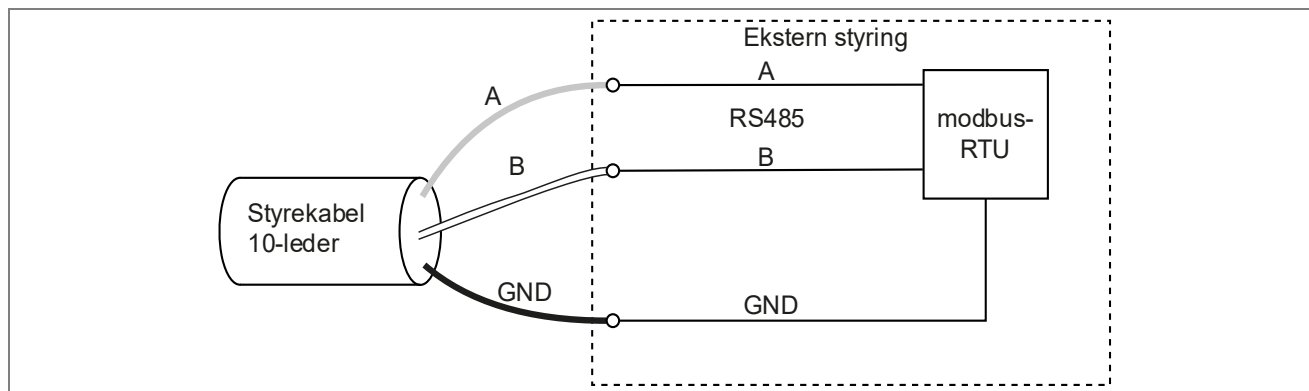 Ekstern styring
A
A
RS485
modbus-
RTU
B
B
Styrekabel
10-leder
GND
GND